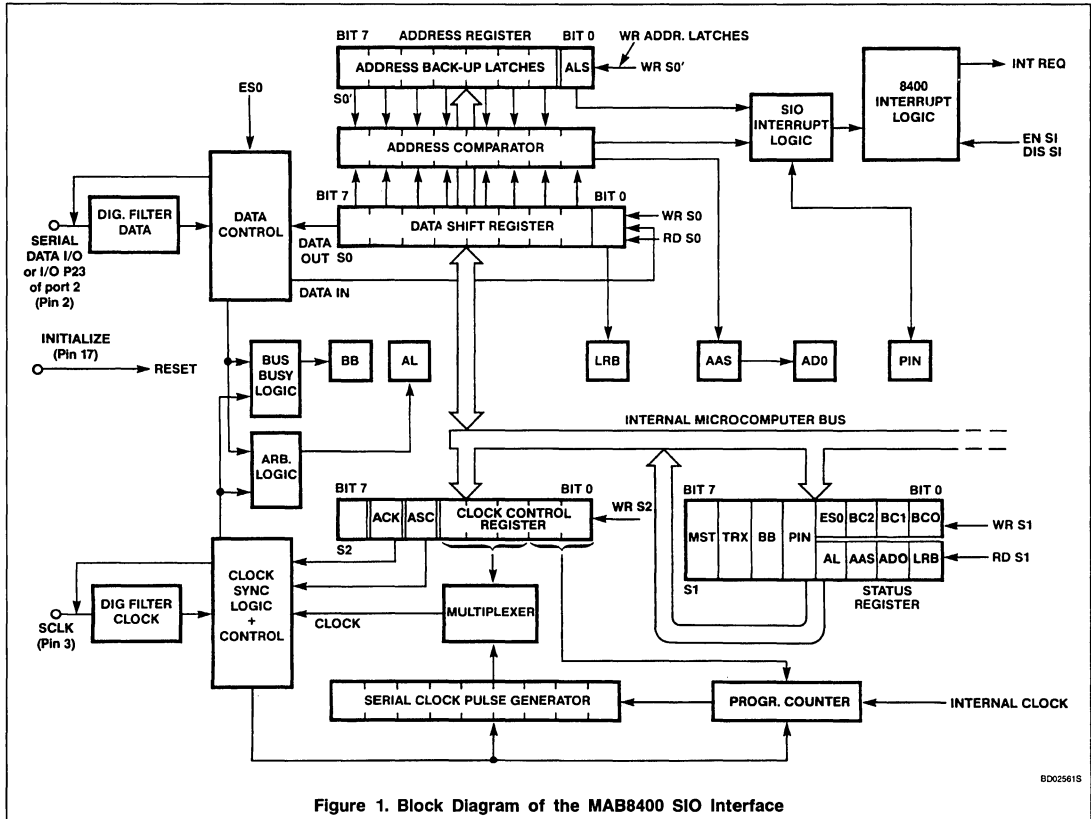 BIT 7 ADDRESS REGISTER BIT 0
WR ADDR. LATCHES
ADDRESS BACK-UP LATCHES ALS
WR S0'
INT REQ
8400
INTERRUPT
LOGIC
ES0
S0'
SIO
INTERRUPT
LOGIC
ADDRESS COMPARATOR
EN SI
DIS SI
BIT 7 BIT 0
DIG. FILTER
DATA
DATA
CONTROL
DATA SHIFT REGISTER
WR S0
RD S0
DATA
OUT S0
SERIAL
DATA I/O
or I/O P23
of port 2
(Pin 2)
DATA IN
INITIALIZE
(Pin 17)
RESET
BUS
BUSY
LOGIC
BB
AL
LRB
AAS
AD0
PIN
INTERNAL MICROCOMPUTER BUS
ARB.
LOGIC
BIT 7 BIT 0
ACK ASC CLOCK CONTROL
REGISTER
WR S2
S2
BIT 7 BIT 0
MST TRX BB PIN
ES0 BC2 BC1 BCO
WR S1
AL AAS ADO LRB
RD S1
S1
STATUS
REGISTER
DIG FILTER
CLOCK
CLOCK
SYNC
LOGIC
+
CONTROL
SCLK
(Pin 3)
CLOCK
MULTIPLEXER
SERIAL CLOCK PULSE GENERATOR
PROGR. COUNTER
INTERNAL CLOCK
BD02561S
Figure 1. Block Diagram of the MAB8400 SIO Interface